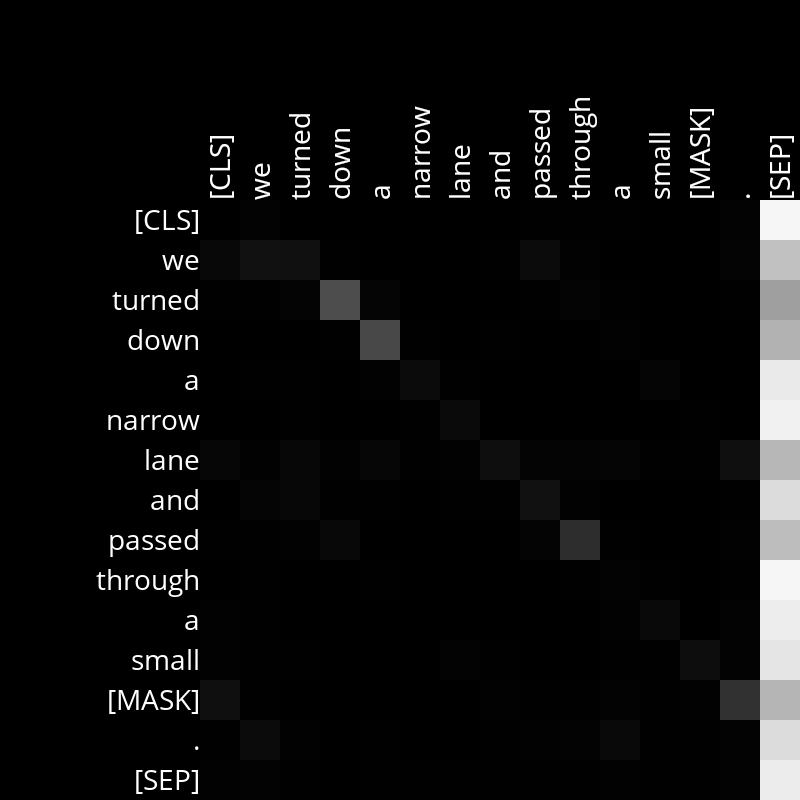 [CLS] we turned down a narrow lane and passed through a small [MASK] . [SEP]
[CLS]
we
turned
down
a
narrow
lane
and
passed
through
a
small
[MASK]
.
[SEP]